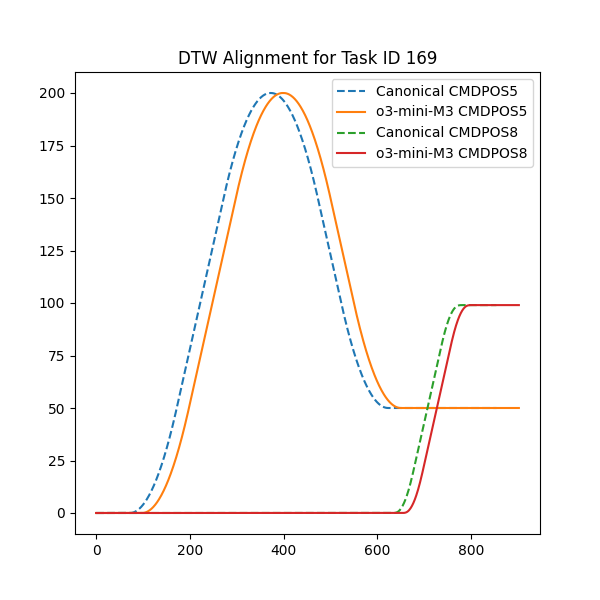 DTW Alignment for Task ID 169
Canonical CMDPOS5
o3-mini-M3 CMDPOS5
Canonical CMDPOS8
o3-mini-M3 CMDPOS8
200
175
150
125
100
75
50
25
0
0 200 400 600 800